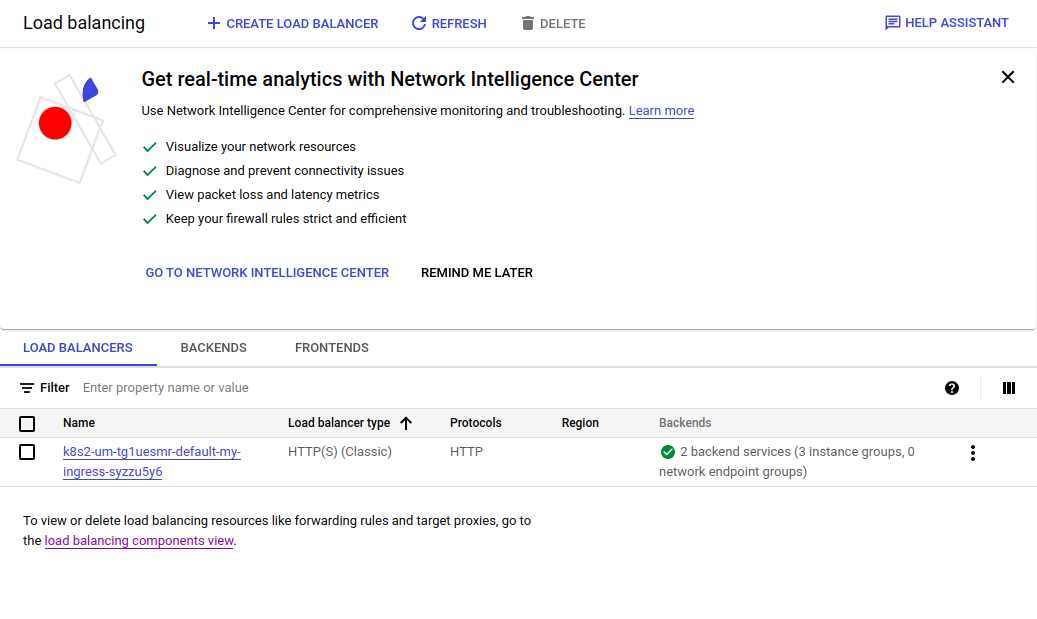 Load balancing
CREATE LOAD BALANCER
REFRESH
DELETE
HELP ASSISTANT
Get real-time analytics with Network Intelligence Center
Use Network Intelligence Center for comprehensive monitoring and troubleshooting. Learn more
Visualize your network resources
Diagnose and prevent connectivity issues
View packet loss and latency metrics
Keep your firewall rules strict and efficient
GO TO NETWORK INTELLIGENCE CENTER
REMIND ME LATER
LOAD BALANCERS
BACKENDS
FRONTENDS
Filter
Enter property name or value
Name
Load balancer type
Protocols
Region
Backends
k8s2-um-tg1uesmr-default-my-
ingress-syzzu5y6
HTTP(S) (Classic)
HTTP
2 backend services (3 instance groups, 0
network endpoint groups)
To view or delete load balancing resources like forwarding rules and target proxies, go to
the load balancing components view.